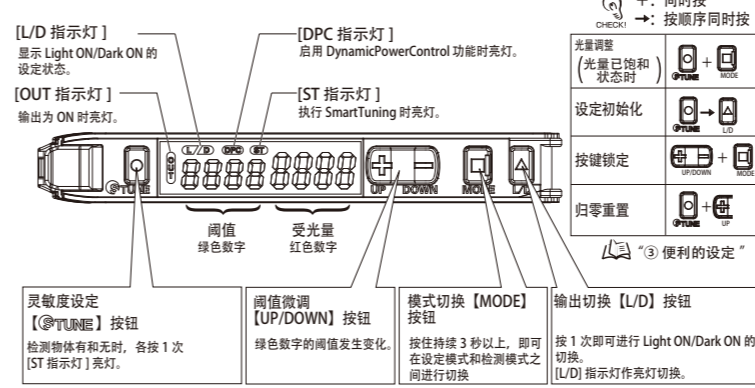 [L/D 指示灯 ]
显示 Light ON/Dark ON 的
设定状态。
[DPC 指示灯 ]
启用 DynamicPowerControl 功能时亮灯。
[OUT 指示灯 ]
输出为 ON 时亮灯。
[ST 指示灯 ]
执行 SmartTuning 时亮灯。
CHECK!
+：同时按
→：按顺序同时按
光量调整
(光量已饱和
状态时)
STUNE + MODE
设定初始化
STUNE → L/D
按键锁定
UP/DOWN + MODE
归零重置
STUNE + UP
“③ 便利的设定 ”
OUT L/D DPC ST
STUNE
UP DOWN MODE L/D
阈值
绿色数字
受光量
红色数字
灵敏度设定
【STUNE】按钮
检测物体有和无时，各按 1 次
[ST 指示灯 ] 亮灯。
阈值微调
【UP/DOWN】按钮
绿色数字的阈值发生变化。
模式切换【MODE】
按钮
按住持续 3 秒以上，即可
在设定模式和检测模式之
间进行切换
输出切换【L/D】按钮
按 1 次即可进行 Light ON/Dark ON 的
切换。
[L/D] 指示灯作亮灯切换。